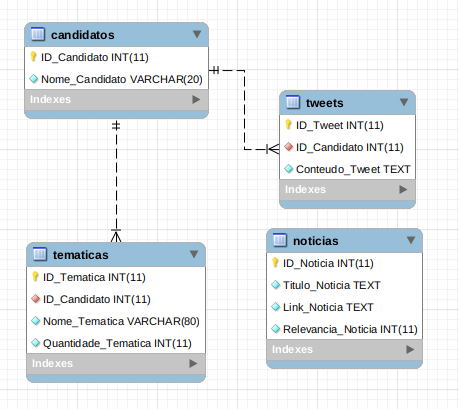 candidatos
ID_Candidato INT(11)
Nome_Candidato VARCHAR(20)
Indexes
tweets
ID_Tweet INT(11)
ID_Candidato INT(11)
Conteudo_Tweet TEXT
Indexes
tematicas
ID_Tematica INT(11)
ID_Candidato INT(11)
Nome_Tematica VARCHAR(80)
Quantidade_Tematica INT(11)
Indexes
noticias
ID_Noticia INT(11)
Titulo_Noticia TEXT
Link_Noticia TEXT
Relevancia_Noticia INT(11)
Indexes